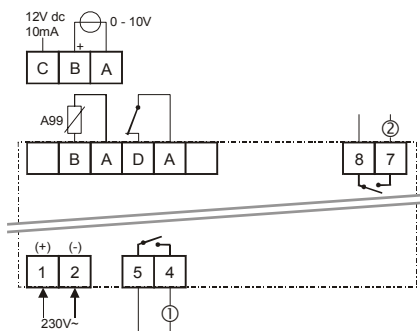 12V dc
10mA
+
0 - 10V
C B A
A99
B A D A
8 7
②
(+) (-)
1 2
5 4
①
230V~